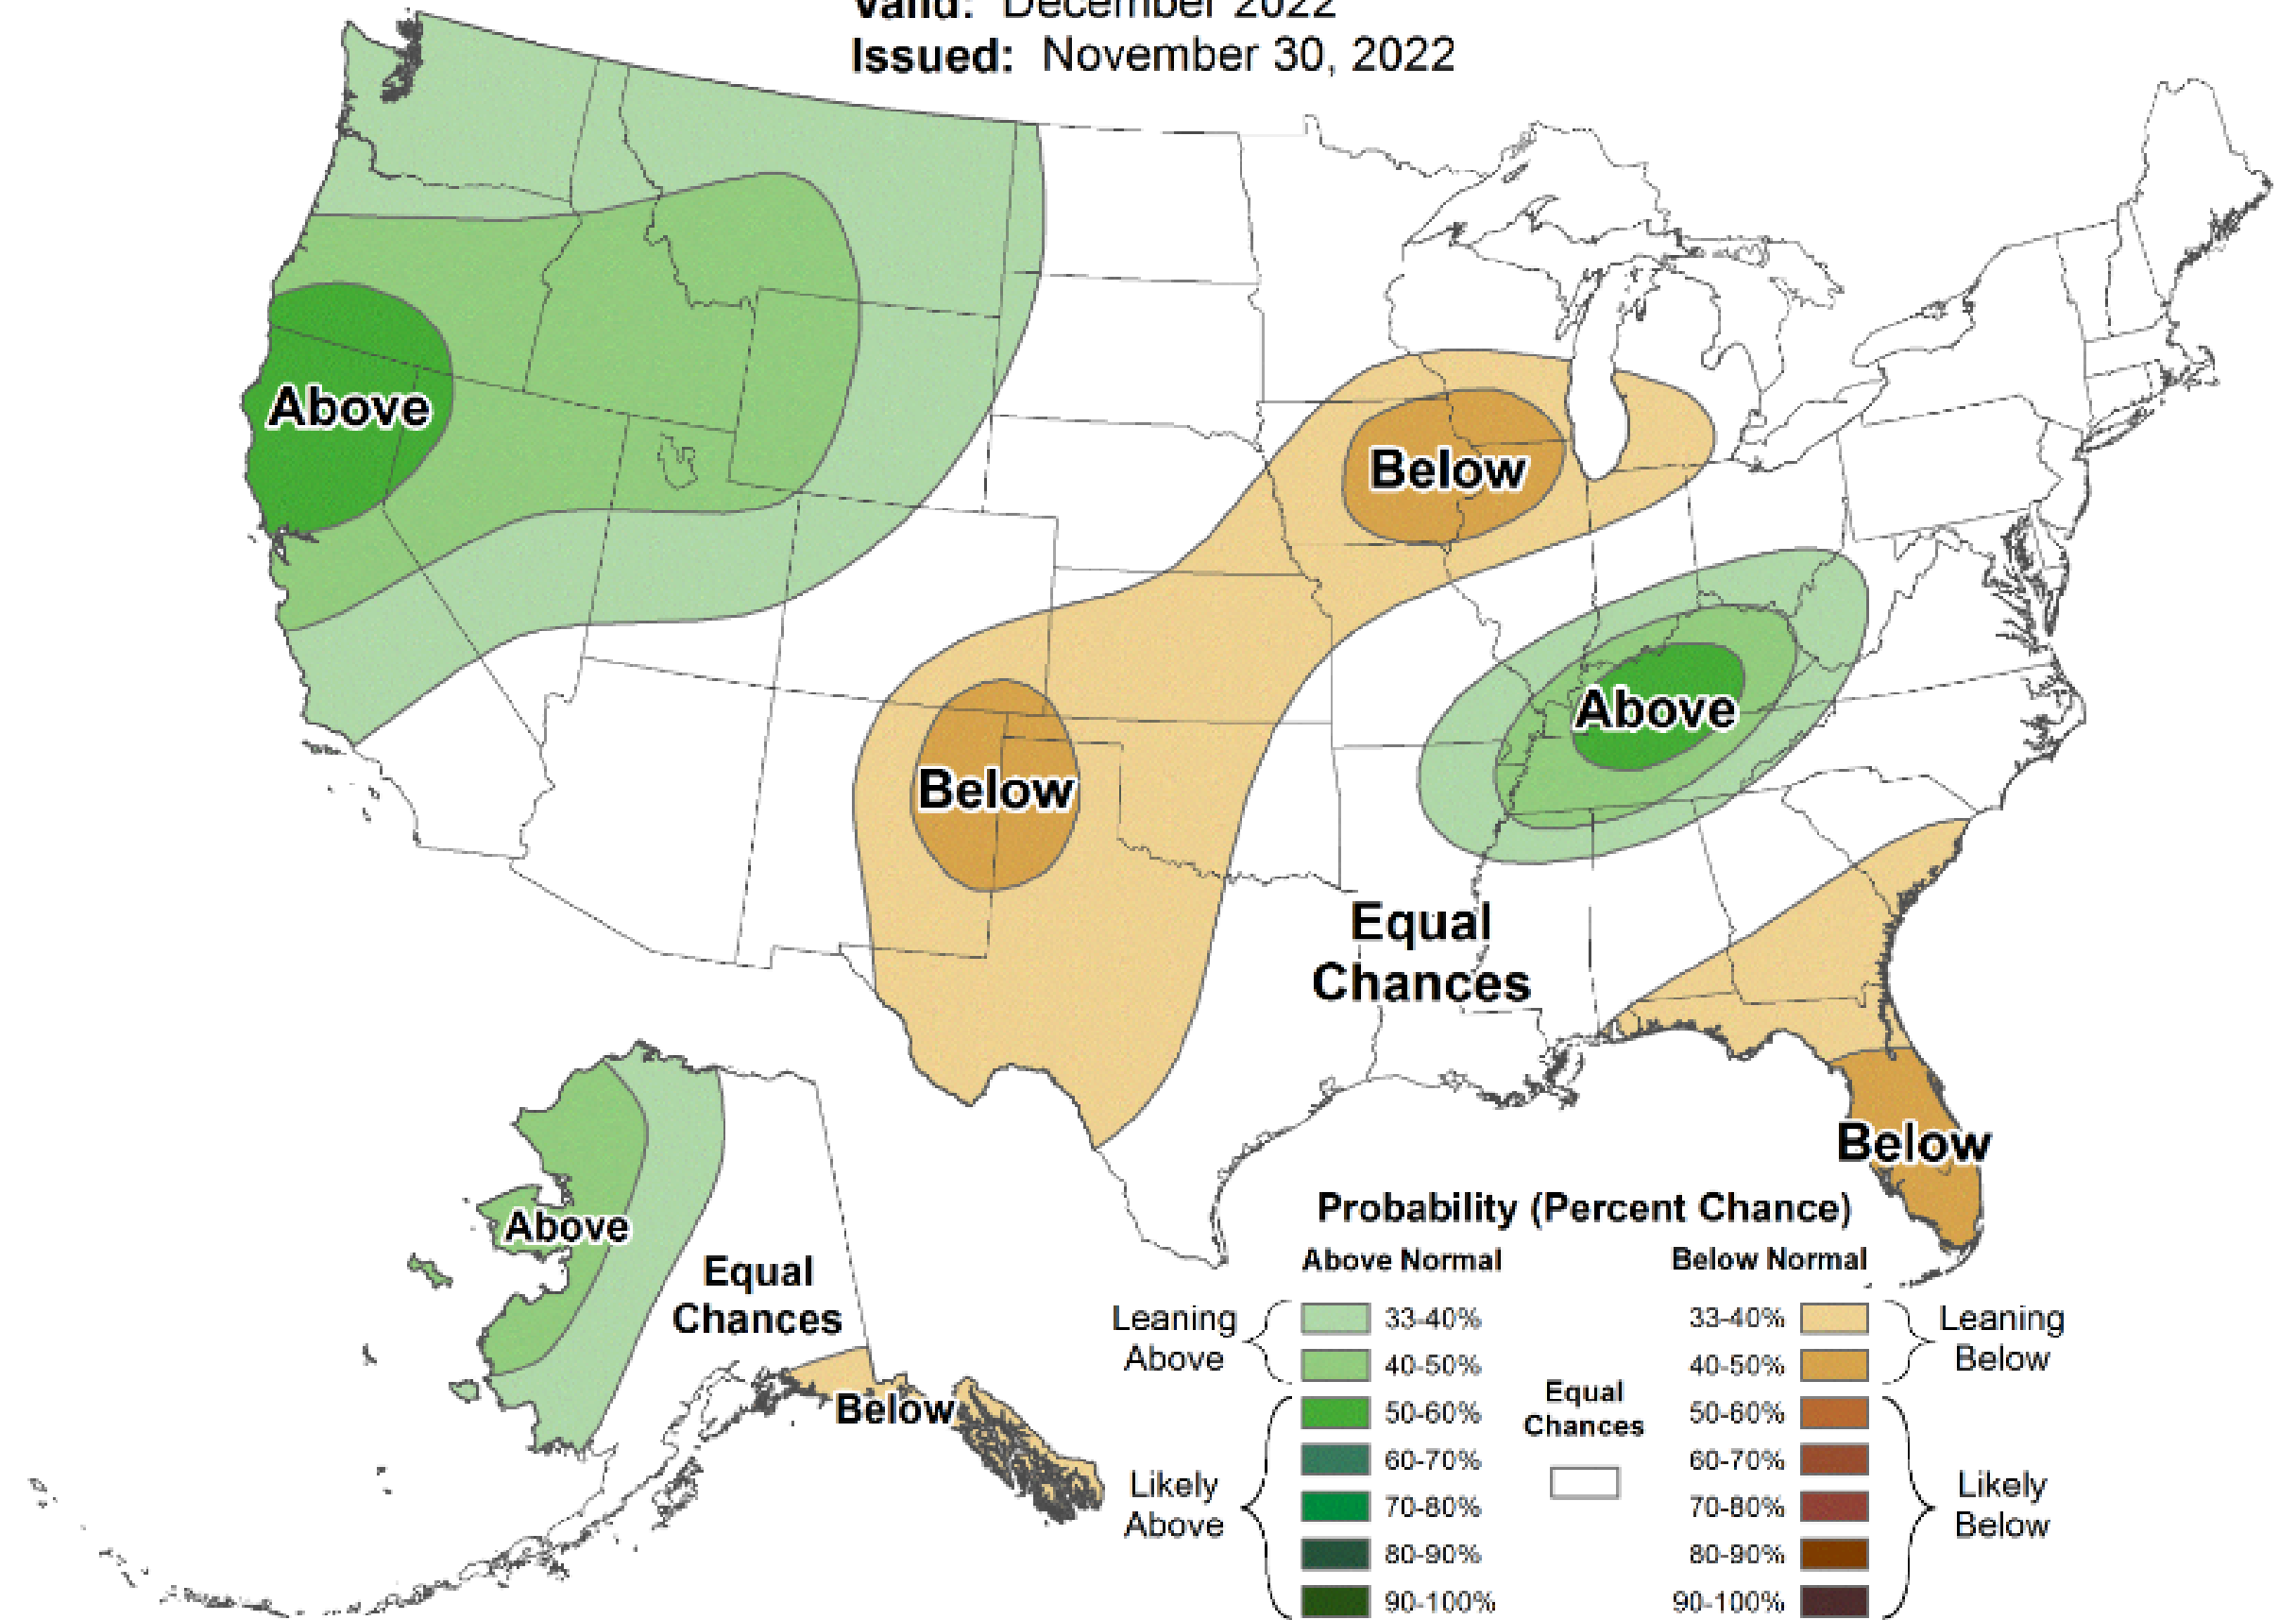 Valid: December 2022
Issued: November 30, 2022
Above
Below
Above
Below
Equal
Chances
Below
Above
Equal
Chances
Below
Probability (Percent Chance)
Above Normal
Below Normal
Leaning
Above
33-40%
40-50%
50-60%
60-70%
70-80%
80-90%
90-100%
Likely
Above
Equal
Chances
33-40%
40-50%
50-60%
60-70%
70-80%
80-90%
90-100%
Leaning
Below
Likely
Below